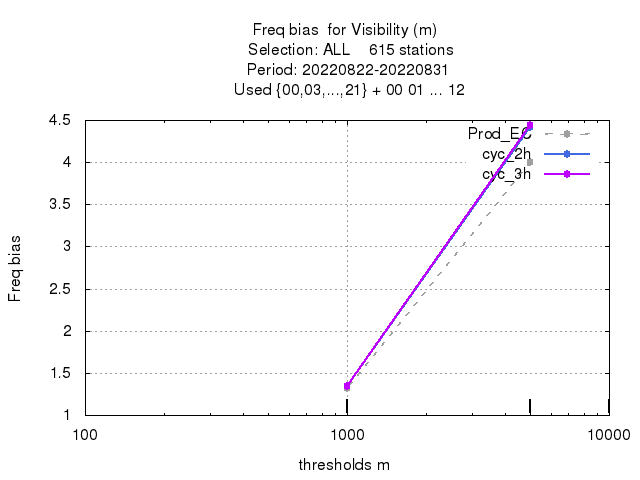 Freq bias  for Visibility (m)
Selection: ALL    615 stations
Period: 20220822-20220831
Used {00,03,...,21} + 00 01 ... 12
4.5
4
3.5
3
2.5
2
1.5
1
Freq bias
Prod_EC
cyc_2h
cyc_3h
100
1000
10000
thresholds m